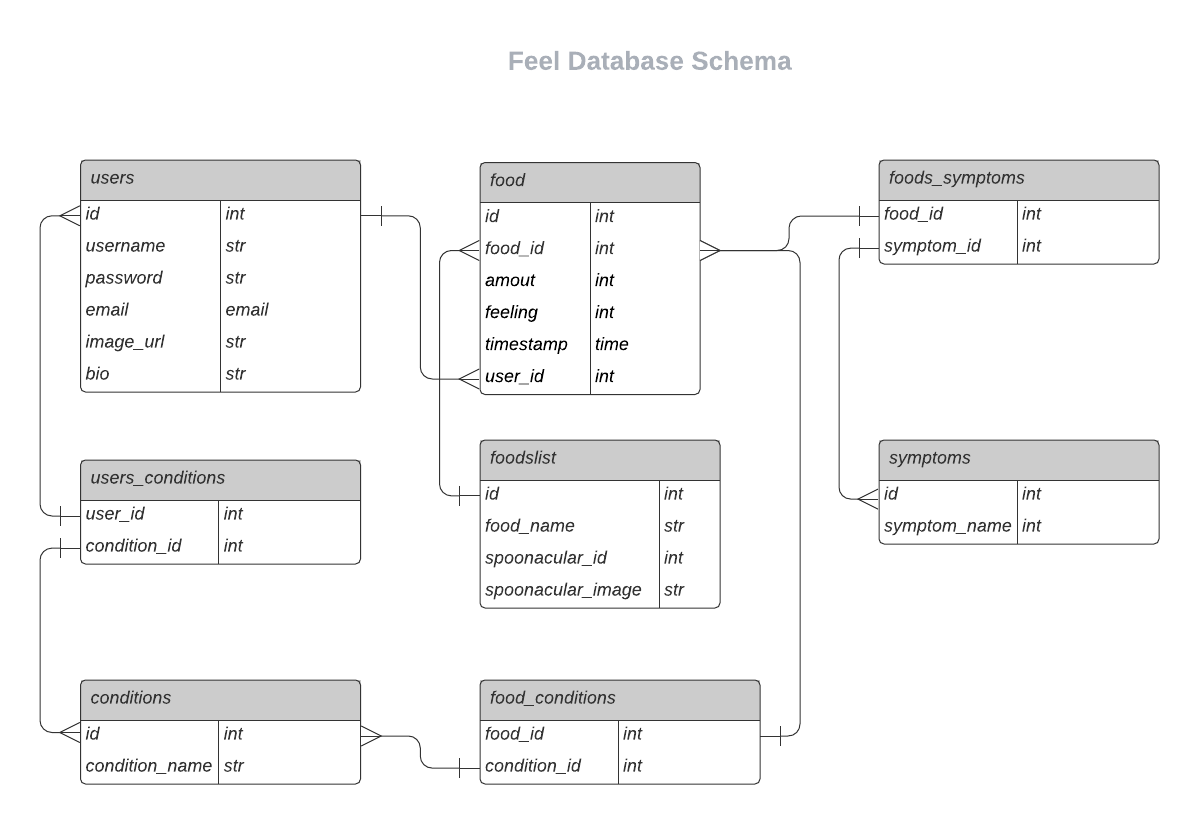 Feel Database Schema
users
id int
username str
password str
email email
image_url str
bio str
food
id int
food_id int
amout int
feeling int
timestamp time
user_id int
foods_symptoms
food_id int
symptom_id int
users_conditions
user_id int
condition_id int
foodslist
id int
food_name str
spoonacular_id int
spoonacular_image str
symptoms
id int
symptom_name int
conditions
id int
condition_name str
food_conditions
food_id int
condition_id int